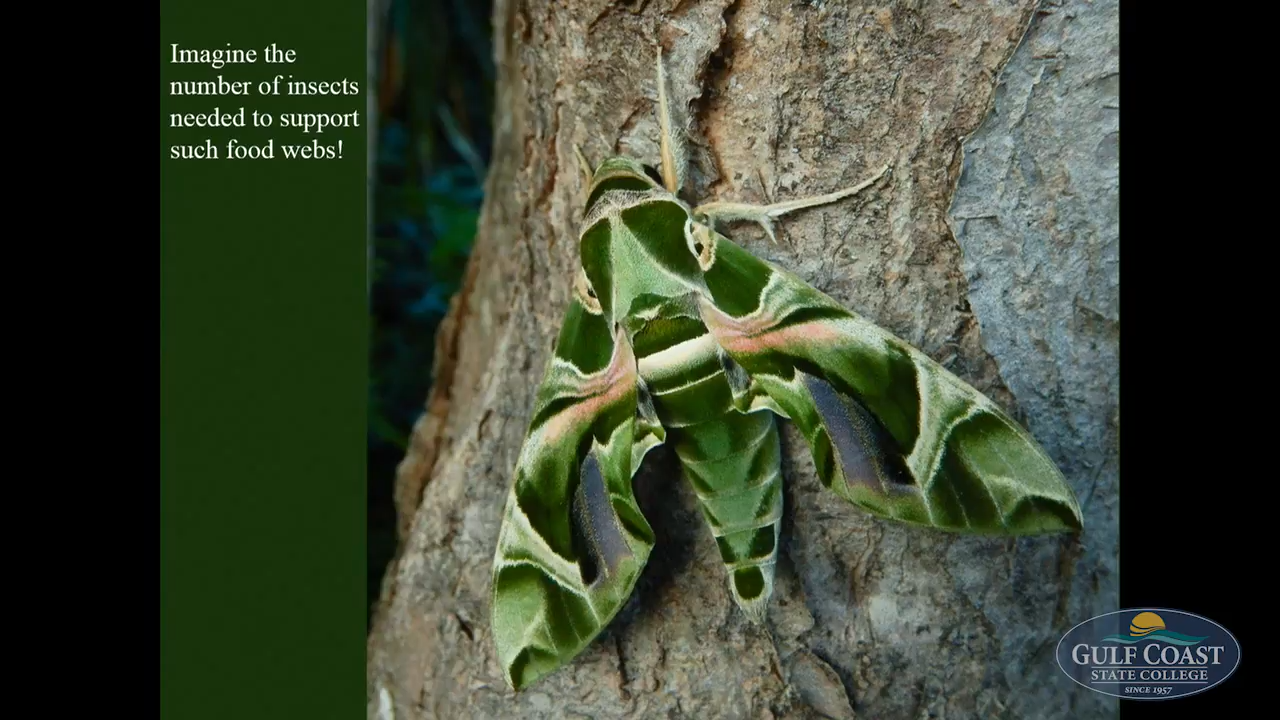 Imagine the
number of insects
needed to support
such food webs!
GULF COAST
STATE COLLEGE
SINCE 1957